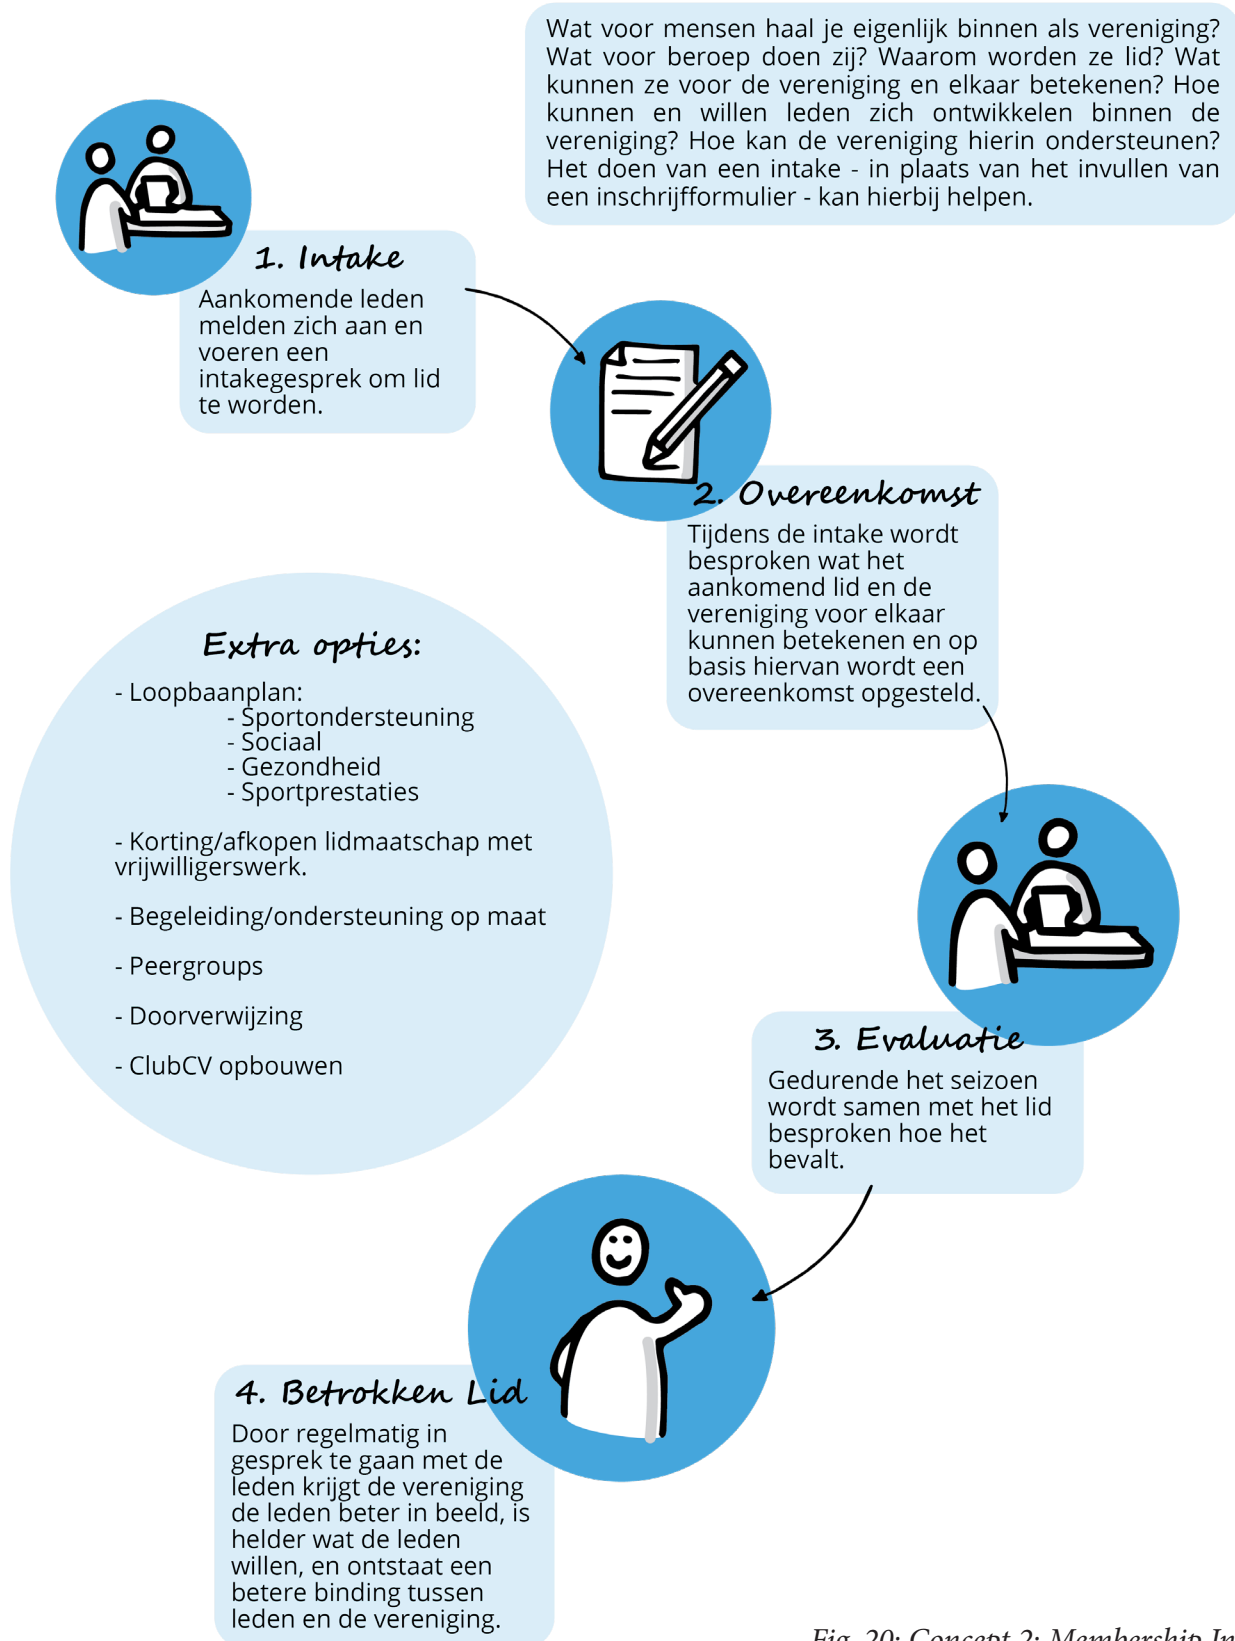 Wat voor mensen haal je eigenlijk binnen als vereniging?
Wat voor beroep doen zij? Waarom worden ze lid? Wat
kunnen ze voor de vereniging en elkaar betekenen? Hoe
kunnen en willen leden zich ontwikkelen binnen de
vereniging? Hoe kan de vereniging hierin ondersteunen?
Het doen van een intake - in plaats van het invullen van
een inschrijfformulier - kan hierbij helpen.
1. Intake
Aankomende leden
melden zich aan en
voeren een
intakegesprek om lid
te worden.
2. Overeenkomst
Tijdens de intake wordt
besproken wat het
aankomend lid en de
vereniging voor elkaar
kunnen betekenen en op
basis hiervan wordt een
overeenkomst opgesteld.
Extra opties:
- Loopbaanplan:
- Sportondersteuning
- Sociaal
- Gezondheid
- Sportprestaties
- Korting/afkopen lidmaatschap met
vrijwilligerswerk.
- Begeleiding/ondersteuning op maat
- Peergroups
- Doorverwijzing
- ClubCV opbouwen
3. Evaluatie
Gedurende het seizoen
wordt samen met het lid
besproken hoe het
bevalt.
4. Betrokken Lid
Door regelmatig in
gesprek te gaan met de
leden krijgt de vereniging
de leden beter in beeld, is
helder wat de leden
willen, en ontstaat een
betere binding tussen
leden en de vereniging.
Fig. 20: Concept 2: Membership In